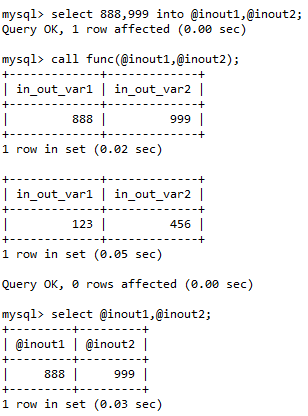 mysql> select 888,999 into @inout1,@inout2;
Query OK, 1 row affected (0.00 sec)
mysql> call func(@inout1,@inout2);
+-------------+-------------+
| in_out_var1 | in_out_var2 |
+-------------+-------------+
|         888 |         999 |
+-------------+-------------+
1 row in set (0.02 sec)
+-------------+-------------+
| in_out_var1 | in_out_var2 |
+-------------+-------------+
|         123 |         456 |
+-------------+-------------+
1 row in set (0.05 sec)
Query OK, 0 rows affected (0.00 sec)
mysql> select @inout1,@inout2;
+---------+---------+
| @inout1 | @inout2 |
+---------+---------+
|     888 |     999 |
+---------+---------+
1 row in set (0.03 sec)